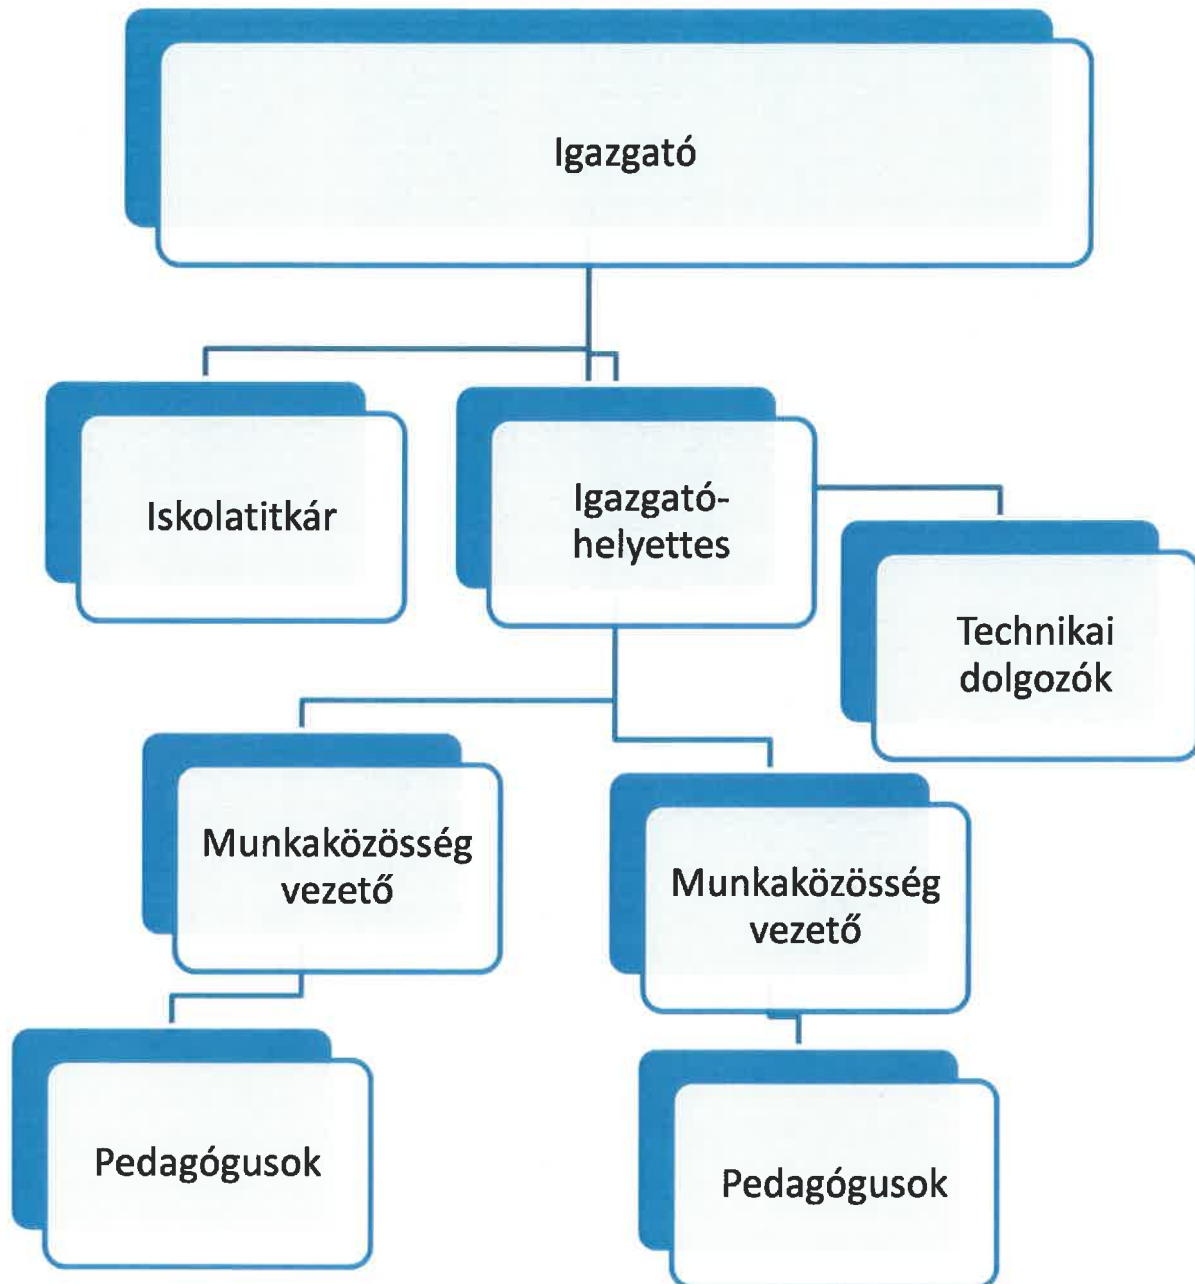 Igazgató
Iskolatitkár
Igazgató-
helyettes
Technikai
dolgozók
Munkaközösség
vezető
Munkaközösség
vezető
Pedagógusok
Pedagógusok